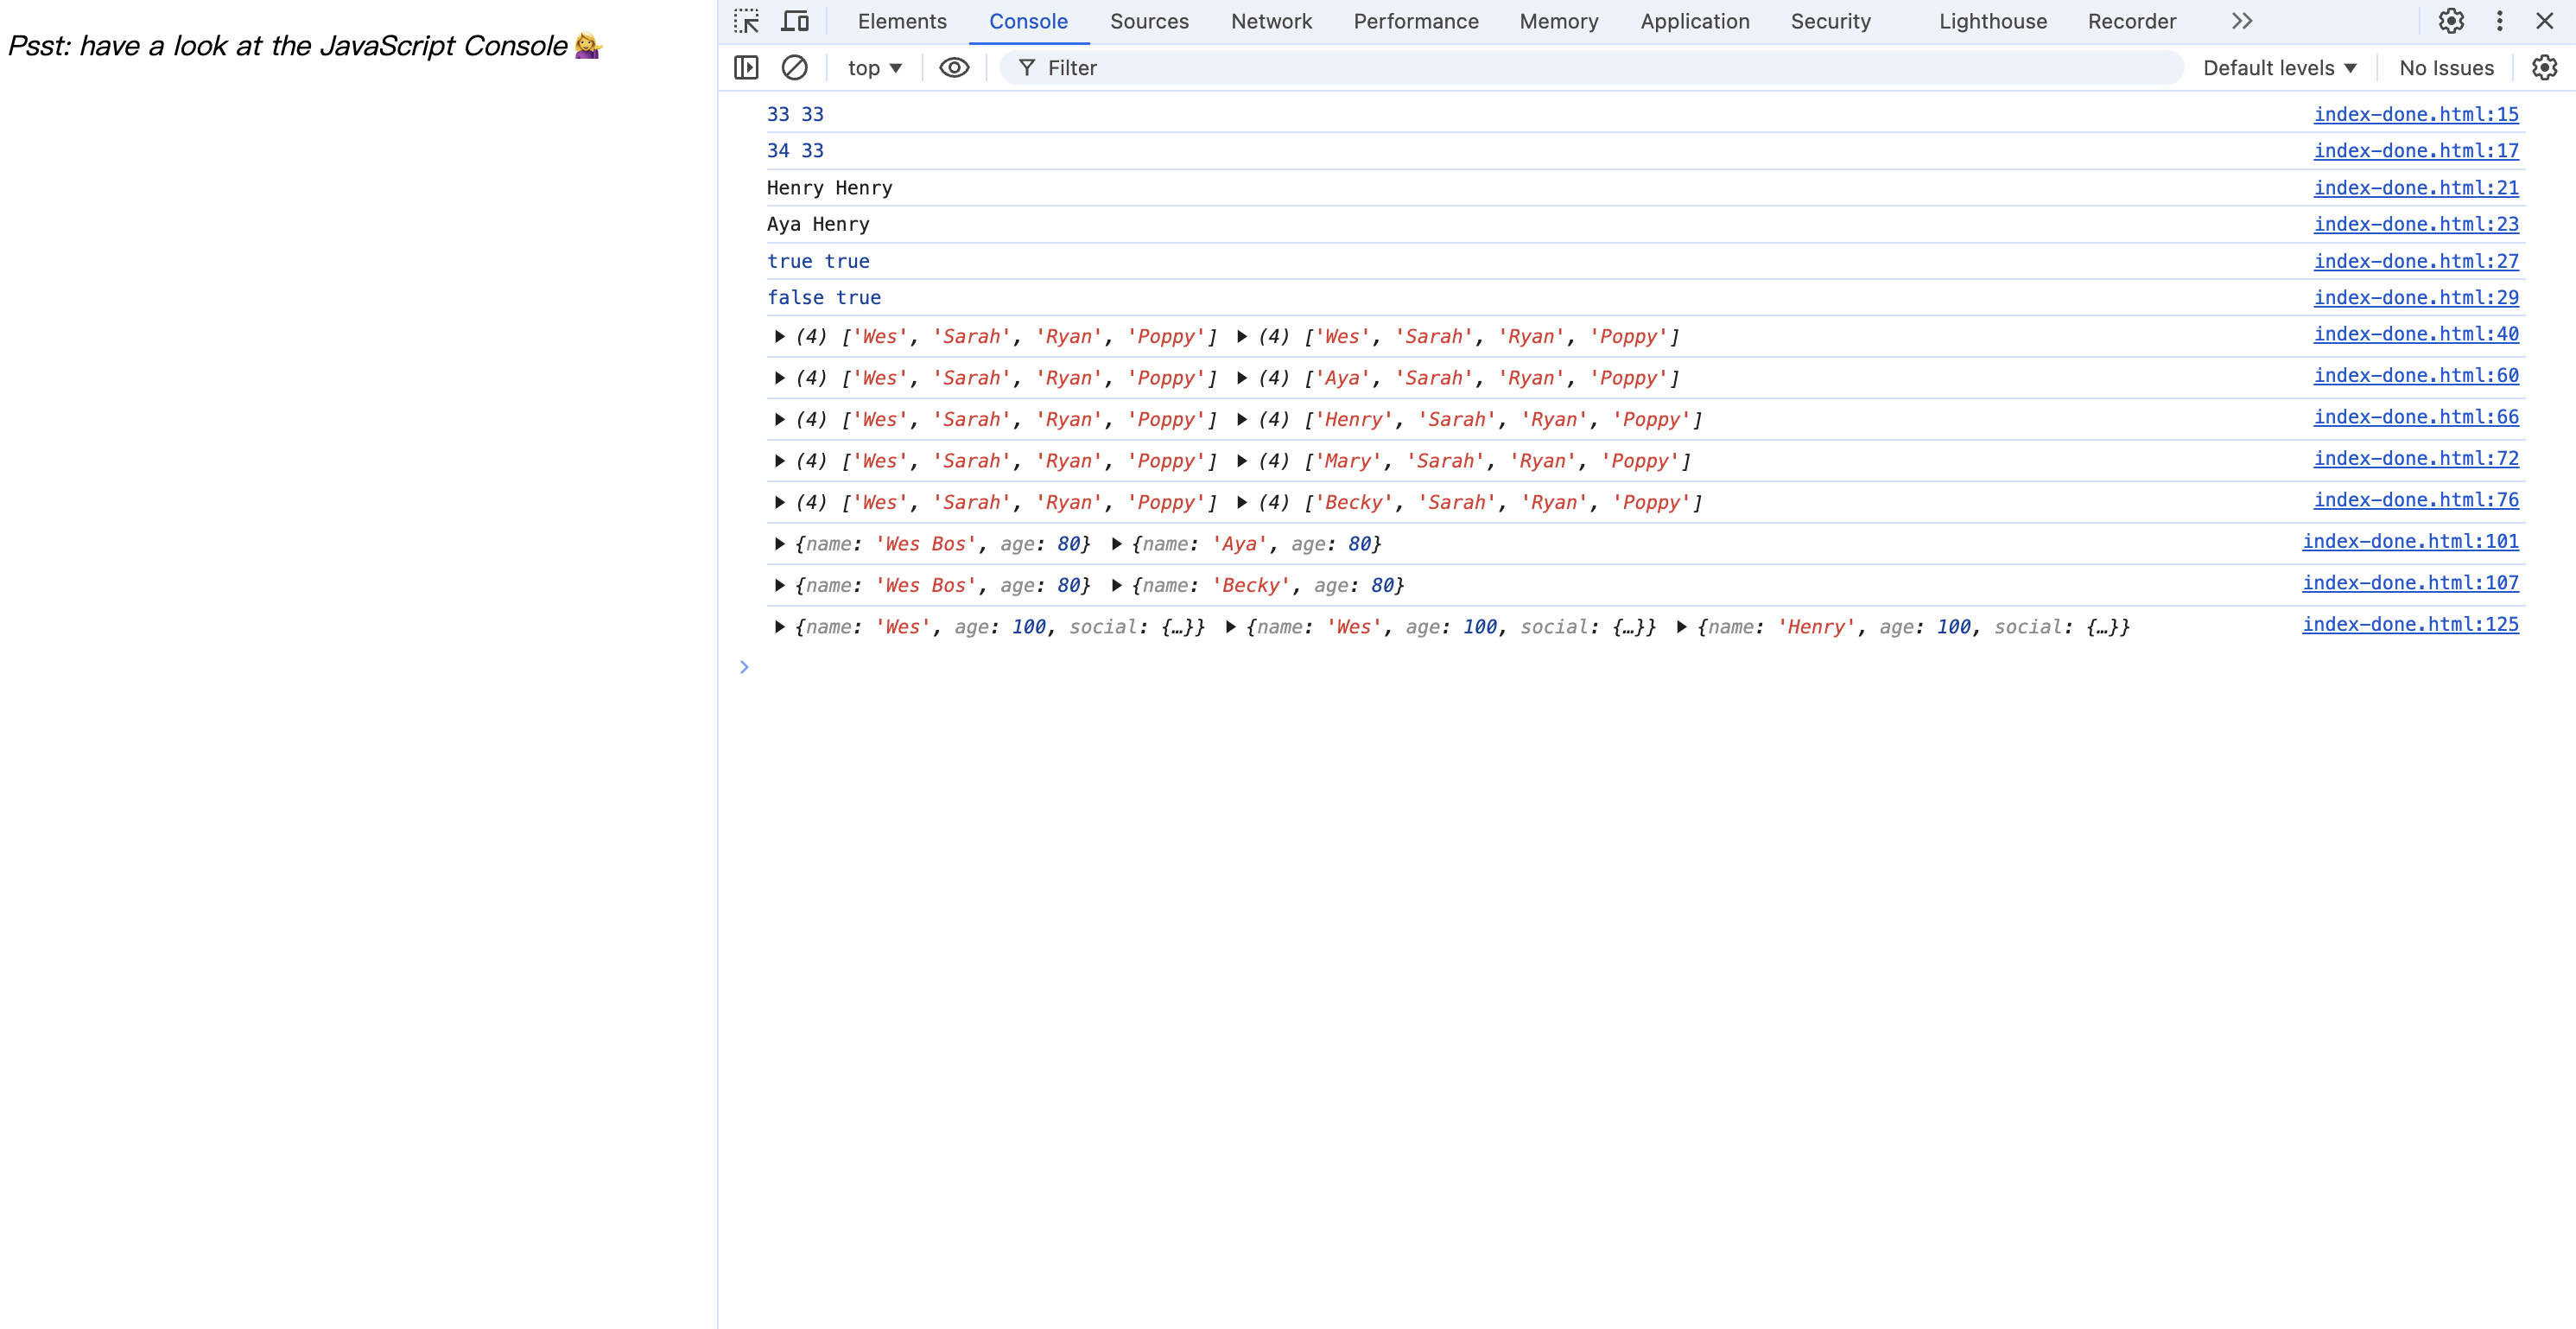 Psst: have a look at the JavaScript Console 💁‍♀️
Elements Console Sources Network Performance Memory Application Security Lighthouse Recorder
top Filter Default levels No Issues
33 33 index-done.html:15
34 33 index-done.html:17
Henry Henry index-done.html:21
Aya Henry index-done.html:23
true true index-done.html:27
false true index-done.html:29
▶ (4) ['Wes', 'Sarah', 'Ryan', 'Poppy'] ▶ (4) ['Wes', 'Sarah', 'Ryan', 'Poppy'] index-done.html:40
▶ (4) ['Wes', 'Sarah', 'Ryan', 'Poppy'] ▶ (4) ['Aya', 'Sarah', 'Ryan', 'Poppy'] index-done.html:60
▶ (4) ['Wes', 'Sarah', 'Ryan', 'Poppy'] ▶ (4) ['Henry', 'Sarah', 'Ryan', 'Poppy'] index-done.html:66
▶ (4) ['Wes', 'Sarah', 'Ryan', 'Poppy'] ▶ (4) ['Mary', 'Sarah', 'Ryan', 'Poppy'] index-done.html:72
▶ (4) ['Wes', 'Sarah', 'Ryan', 'Poppy'] ▶ (4) ['Becky', 'Sarah', 'Ryan', 'Poppy'] index-done.html:76
▶ {name: 'Wes Bos', age: 80} ▶ {name: 'Aya', age: 80} index-done.html:101
▶ {name: 'Wes Bos', age: 80} ▶ {name: 'Becky', age: 80} index-done.html:107
▶ {name: 'Wes', age: 100, social: {…}} ▶ {name: 'Wes', age: 100, social: {…}} ▶ {name: 'Henry', age: 100, social: {…}} index-done.html:125